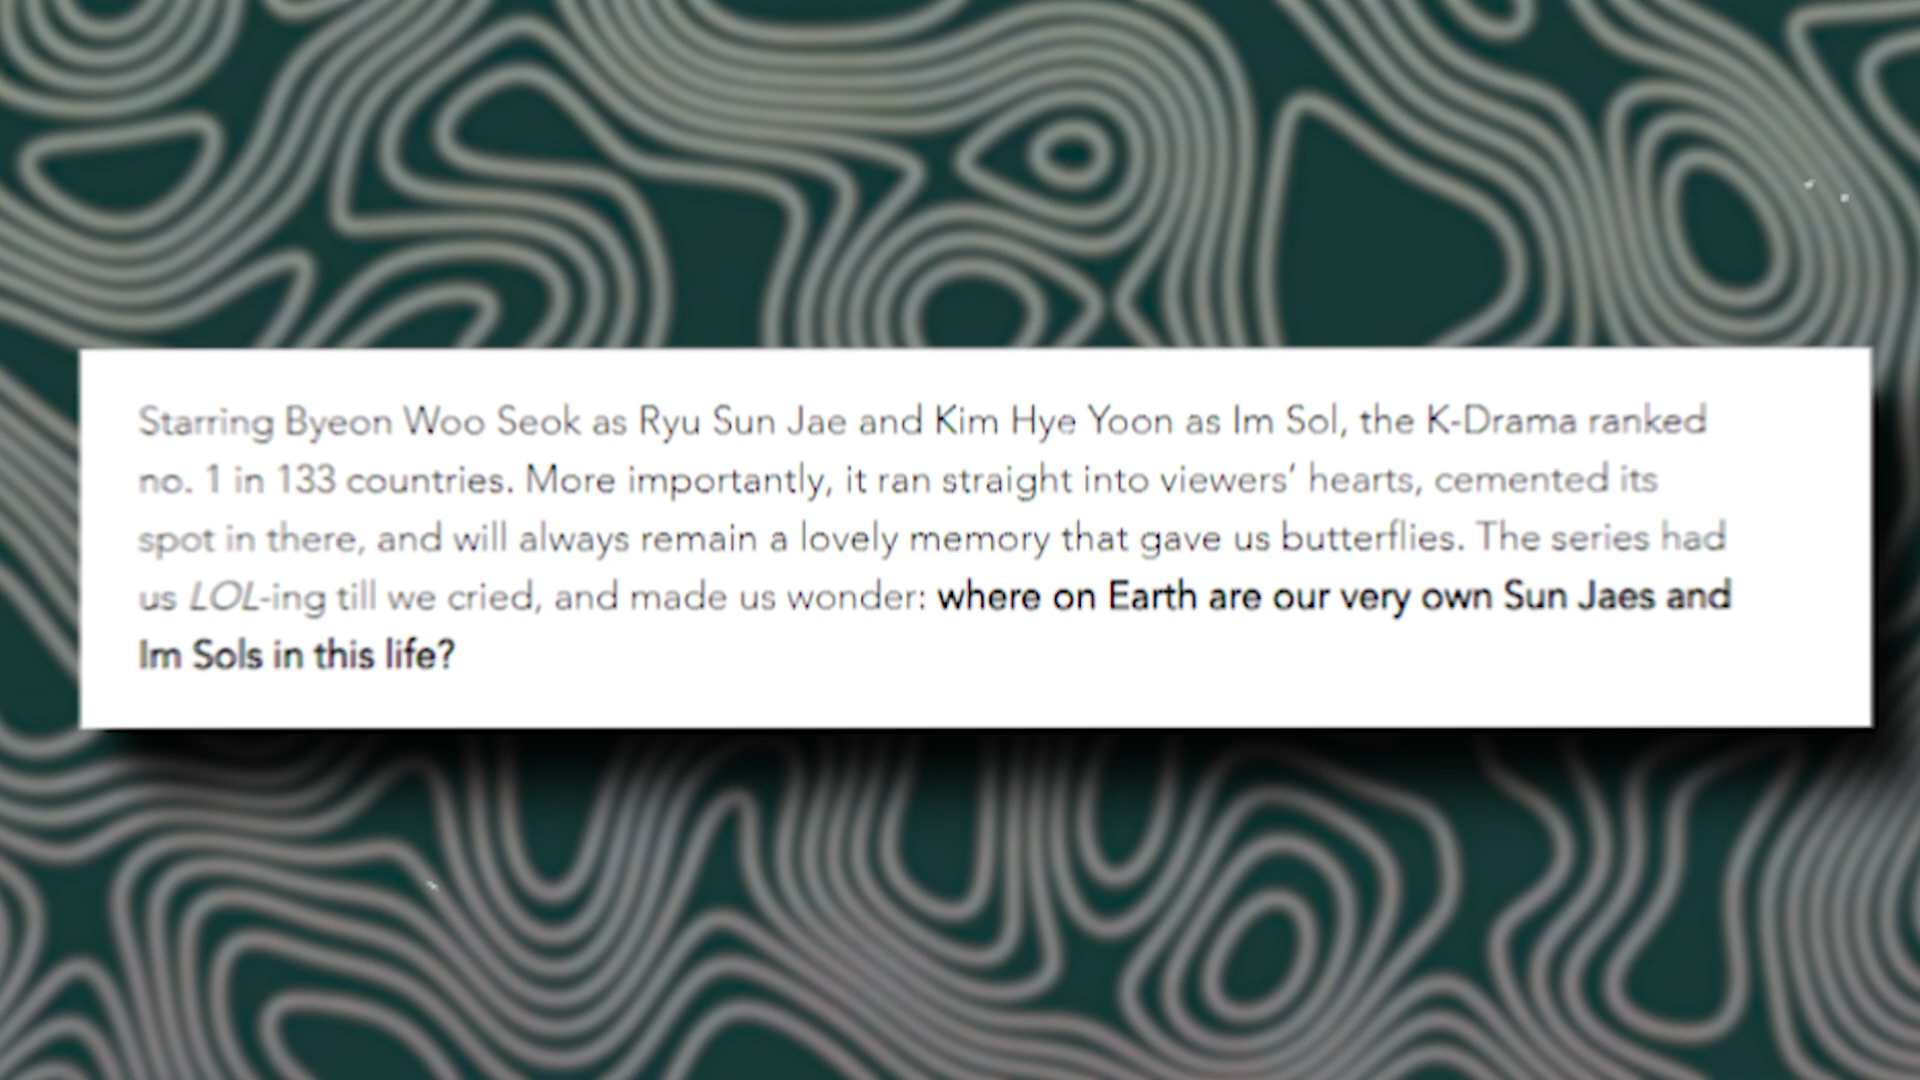 Starring Byeon Woo Seok as Ryu Sun Jae and Kim Hye Yoon as Im Sol, the K-Drama ranked
no. 1 in 133 countries. More importantly, it ran straight into viewers’ hearts, cemented its
spot in there, and will always remain a lovely memory that gave us butterflies. The series had
us LOL-ing till we cried, and made us wonder: where on Earth are our very own Sun Jaes and
Im Sols in this life?